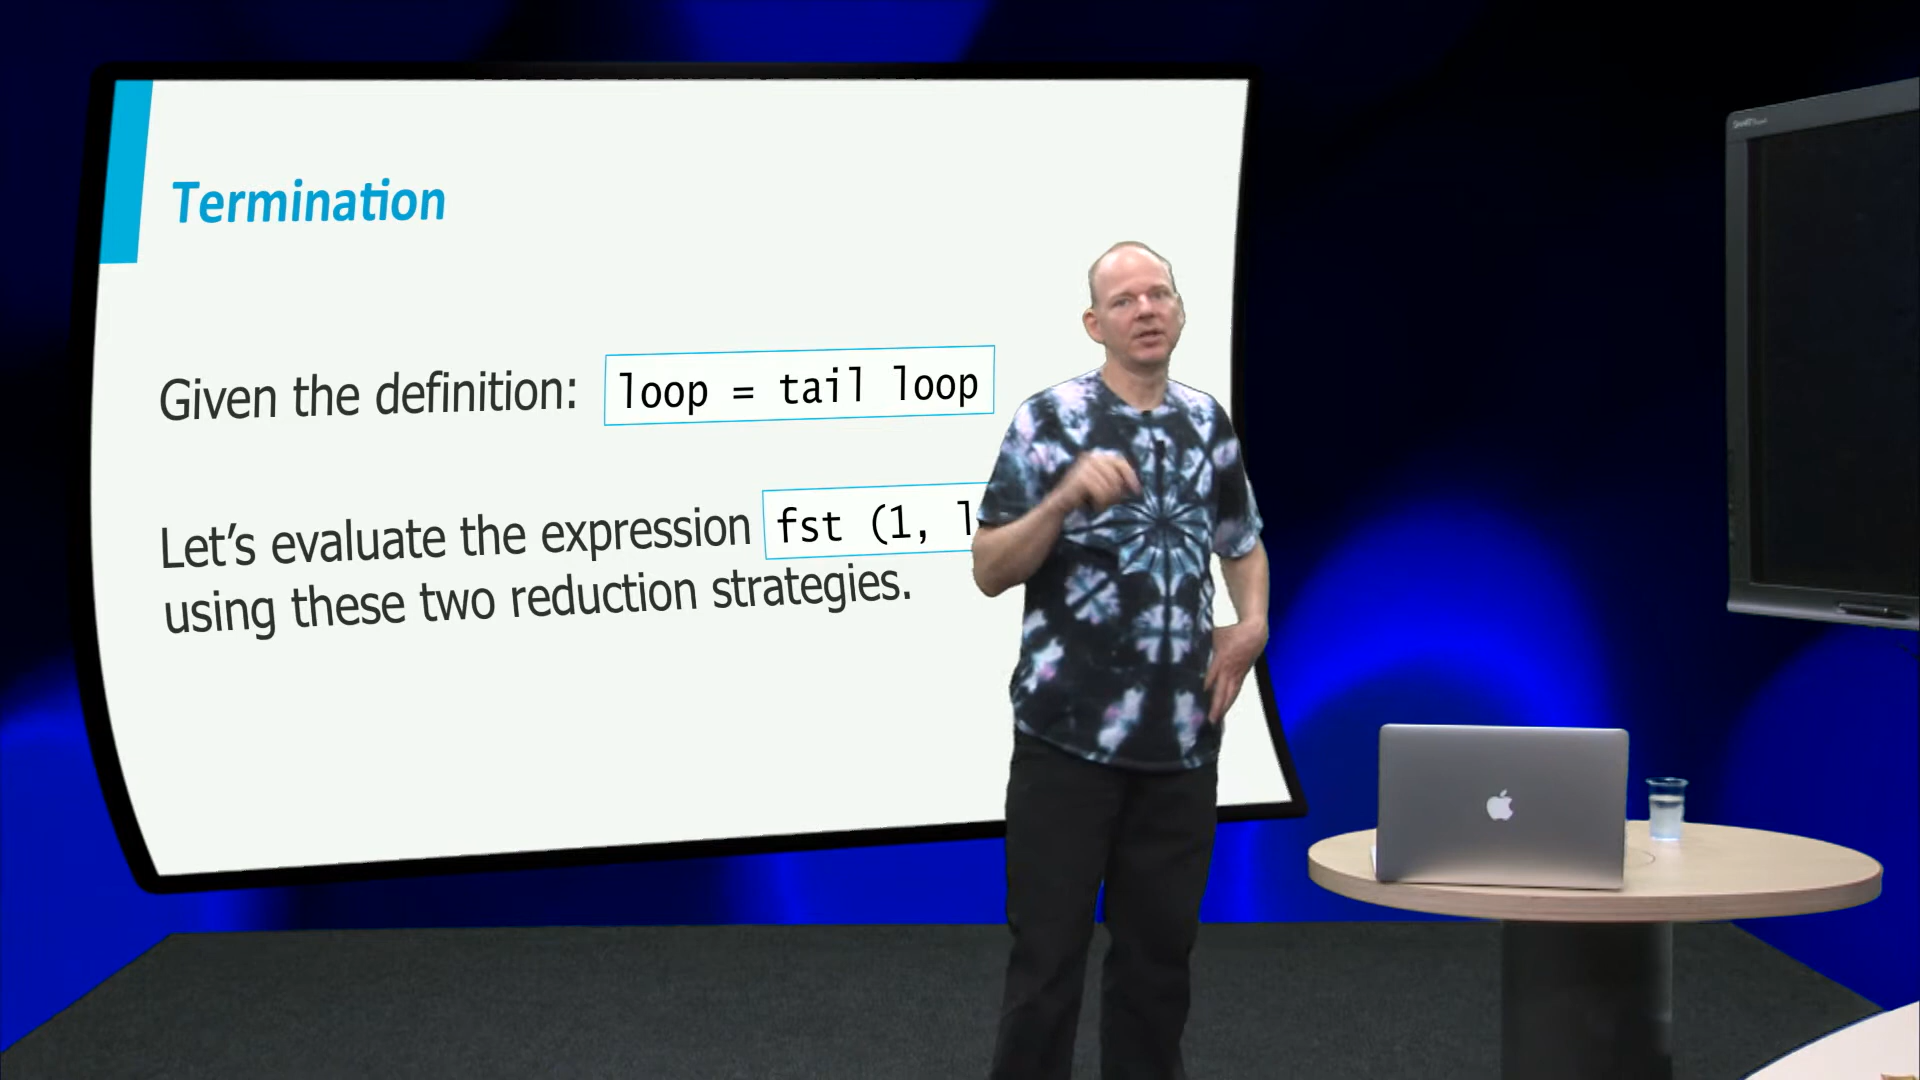 Termination
Given the definition: loop = tail loop
Let’s evaluate the expression fst (1, l
using these two reduction strategies.